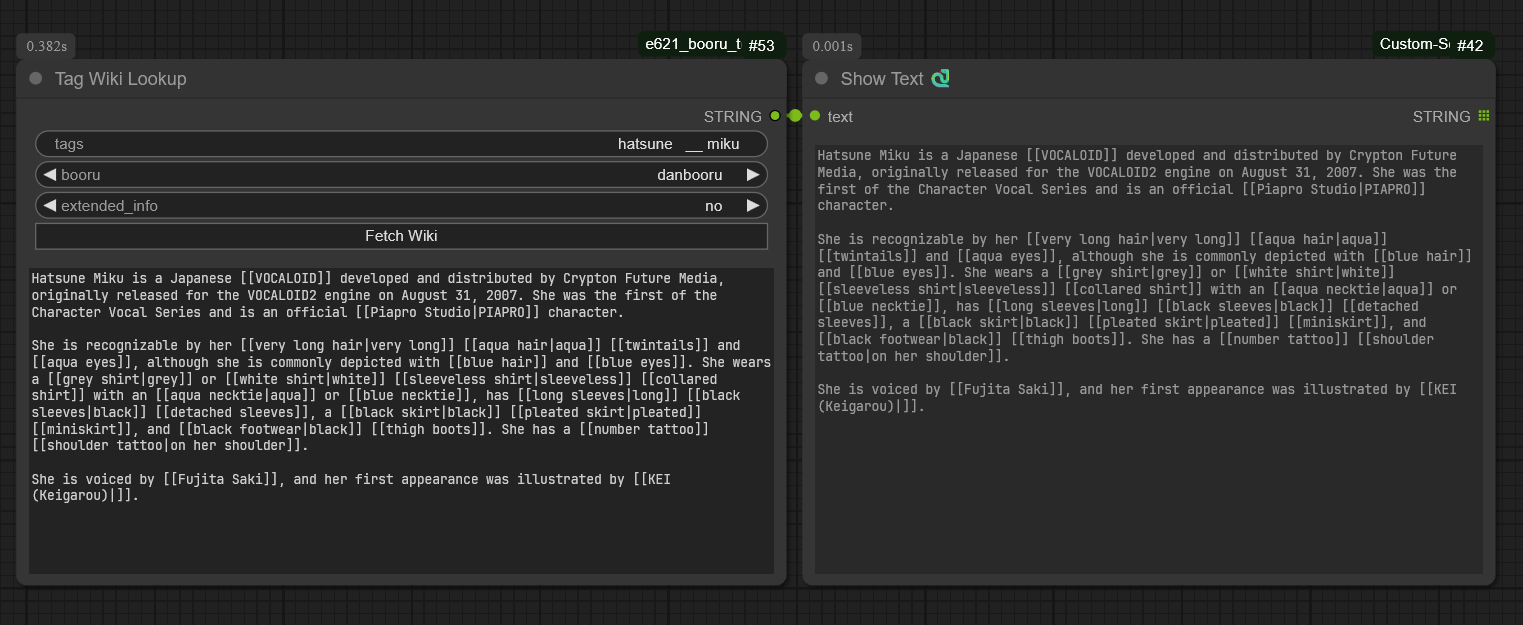 0.382s
e621_booru_t #53
Tag Wiki Lookup
STRING
tags hatsune __ miku
booru danbooru
extended_info no
Fetch Wiki
Hatsune Miku is a Japanese [[VOCALOID]] developed and distributed by Crypton Future Media,
originally released for the VOCALOID2 engine on August 31, 2007. She was the first of the
Character Vocal Series and is an official [[Piapro Studio|PIAPRO]] character.
She is recognizable by her [[very long hair|very long]] [[aqua hair|aqua]] [[twintails]] and
[[aqua eyes]], although she is commonly depicted with [[blue hair]] and [[blue eyes]]. She wears
a [[grey shirt|grey]] or [[white shirt|white]] [[sleeveless shirt|sleeveless]] [[collared
shirt]] with an [[aqua necktie|aqua]] or [[blue necktie]], has [[long sleeves|long]] [[black
sleeves|black]] [[detached sleeves]], a [[black skirt|black]] [[pleated skirt|pleated]]
[[miniskirt]], and [[black footwear|black]] [[thigh boots]]. She has a [[number tattoo]]
[[shoulder tattoo|on her shoulder]].
She is voiced by [[Fujita Saki]], and her first appearance was illustrated by [[KEI
(Keigarou)|]].
0.001s
Custom-S #42
Show Text
text STRING
Hatsune Miku is a Japanese [[VOCALOID]] developed and distributed by Crypton Future
Media, originally released for the VOCALOID2 engine on August 31, 2007. She was the
first of the Character Vocal Series and is an official [[Piapro Studio|PIAPRO]]
character.
She is recognizable by her [[very long hair|very long]] [[aqua hair|aqua]]
[[twintails]] and [[aqua eyes]], although she is commonly depicted with [[blue hair]]
and [[blue eyes]]. She wears a [[grey shirt|grey]] or [[white shirt|white]]
[[sleeveless shirt|sleeveless]] [[collared shirt]] with an [[aqua necktie|aqua]] or
[[blue necktie]], has [[long sleeves|long]] [[black sleeves|black]] [[detached
sleeves]], a [[black skirt|black]] [[pleated skirt|pleated]] [[miniskirt]], and
[[black footwear|black]] [[thigh boots]]. She has a [[number tattoo]] [[shoulder
tattoo|on her shoulder]].
She is voiced by [[Fujita Saki]], and her first appearance was illustrated by [[KEI
(Keigarou)|]].